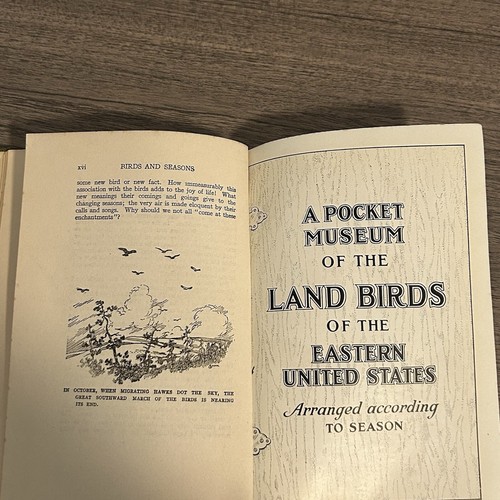 xvi BIRDS AND SEASONS
some new bird or new fact. How immeasurably this
association with the birds adds to the joy of life! What
new meanings their comings and goings give to the
changing seasons; the very air is made eloquent by their
calls and songs. Why should we not all "come at these
enchantments"?
IN OCTOBER, WHEN MIGRATING HAWKS DOT THE SKY, THE
GREAT SOUTHWARD MARCH OF THE BIRDS IS NEARING
ITS END.
A POCKET
MUSEUM
OF THE
LAND BIRDS
OF THE
EASTERN
UNITED STATES
Arranged according
TO SEASON